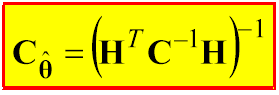 C_θ̂ = (H^T C^−1 H)^−1